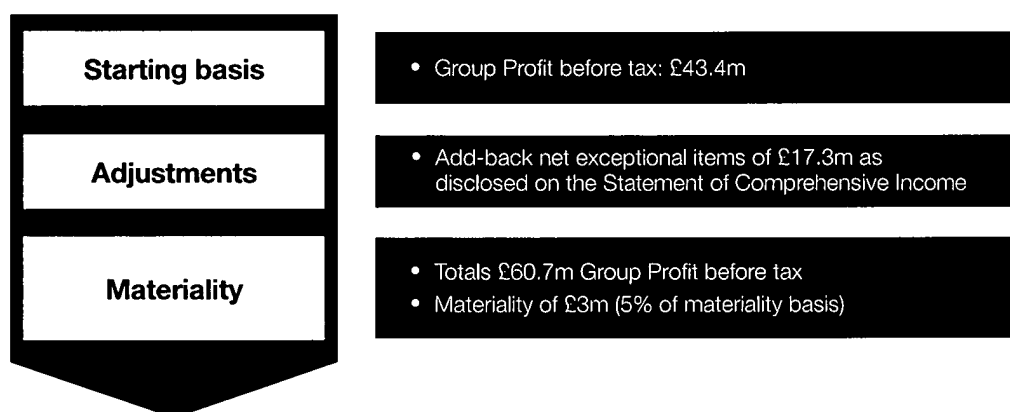 Starting basis
• Group Profit before tax: £43.4m
Adjustments
• Add-back net exceptional items of £17.3m as
disclosed on the Statement of Comprehensive Income
Materiality
• Totals £60.7m Group Profit before tax
• Materiality of £3m (5% of materiality basis)